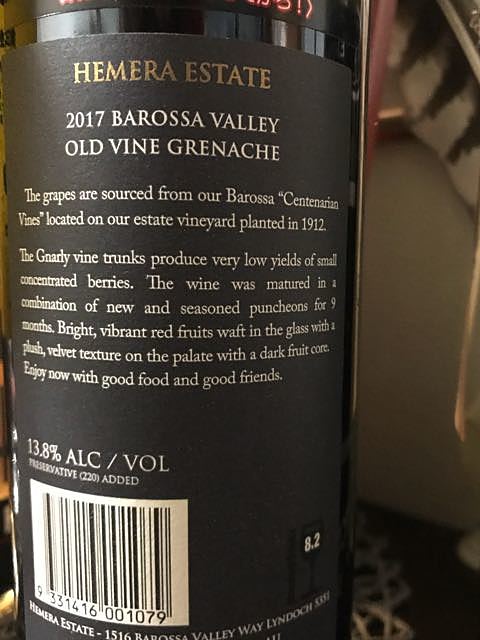 ら!〉
HEMERA ESTATE
2017 BAROSSA VALLEY
OLD VINE GRENACHE
The grapes are sourced from our Barossa "Centenarian
Vines" located on our estate vineyard planted in 1912.
The Gnarly vine trunks produce very low yields of small
concentrated berries. The wine was matured in a
combination of new and seasoned puncheons for 9
months. Bright, vibrant red fruits waft in the glass with a
plush, velvet texture on the palate with a dark fruit core.
Enjoy now with good food and good friends.
13.8% ALC / VOL
PRESERVATIVE (220) ADDED
8.2
9 331416 001079
HEMERA ESTATE - 1516 BAROSSA VALLEY WAY LYNDOCH 5351